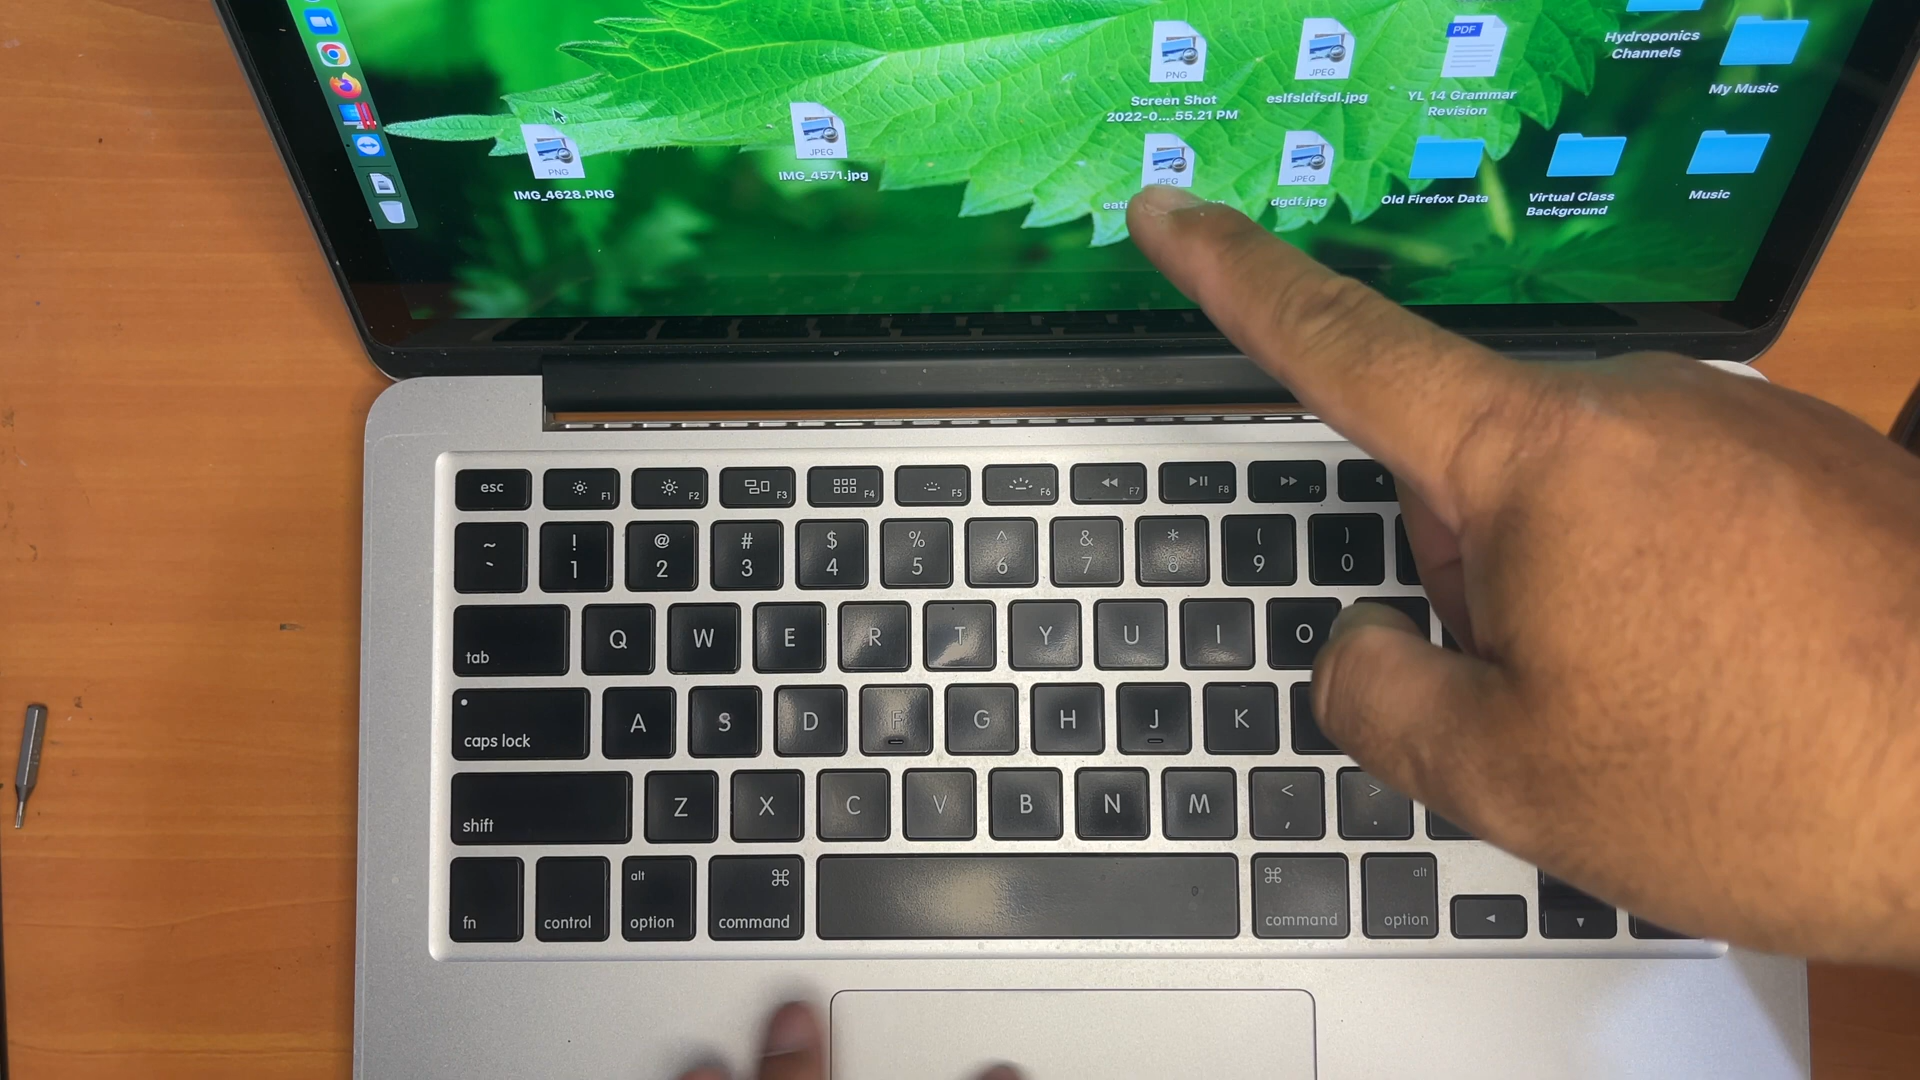 Hydroponics
Channels
My Music
PNG
Screen Shot
2022-0....55.21 PM
JPEG
eslfsldfsdl.jpg
PDF
YL 14 Grammar
Revision
PNG
IMG_4628.PNG
JPEG
IMG_4571.jpg
JPEG
JPEG
dgdf.jpg
Old Firefox Data
Virtual Class
Background
Music
esc
F1
F2
F3
F4
F5
F6
F7
F8
F9
~ ! @ # $ % ^ & * ( )
` 1 2 3 4 5 6 7 8 9 0
tab Q W E R T Y U I O
caps lock A S D F G H J K
shift Z X C V B N M < >
, .
alt ⌘ ⌘ alt
fn control option command command option